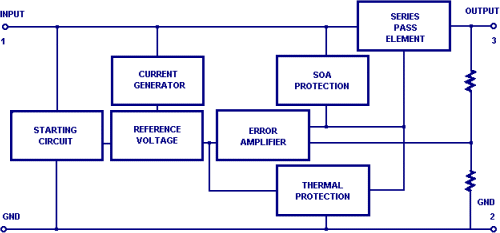 INPUT
1
SERIES
PASS
ELEMENT
OUTPUT
3
CURRENT
GENERATOR
SOA
PROTECTION
STARTING
CIRCUIT
REFERENCE
VOLTAGE
ERROR
AMPLIFIER
THERMAL
PROTECTION
GND
GND
2